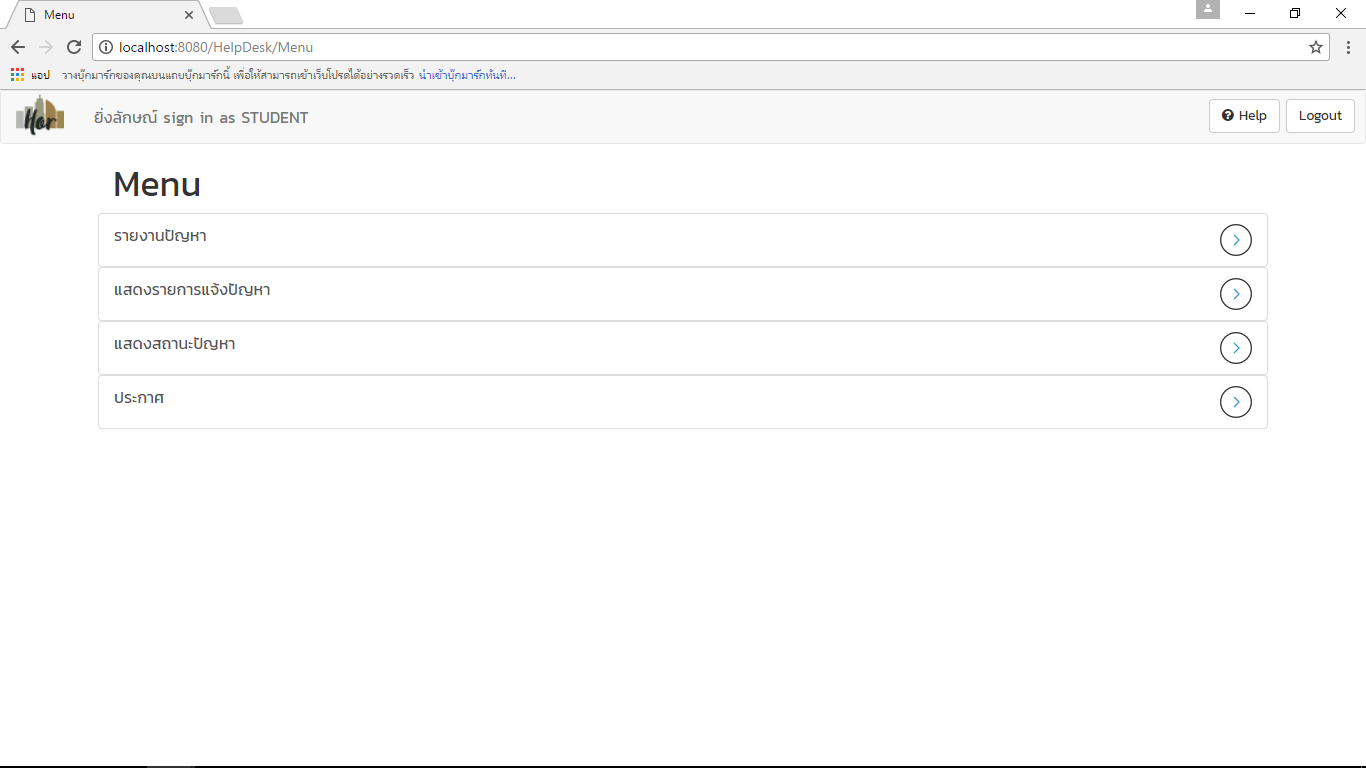 Menu
localhost:8080/HelpDesk/Menu
แอป วางบุ๊กมาร์กของคุณบนแถบบุ๊กมาร์กนี้ เพื่อให้สามารถเข้าเว็บโปรดได้อย่างรวดเร็ว นำเข้าบุ๊กมาร์กทันที...
Hor ยิ่งลักษณ์ sign in as STUDENT Help Logout
Menu
รายงานปัญหา
แสดงรายการแจ้งปัญหา
แสดงสถานะปัญหา
ประกาศ